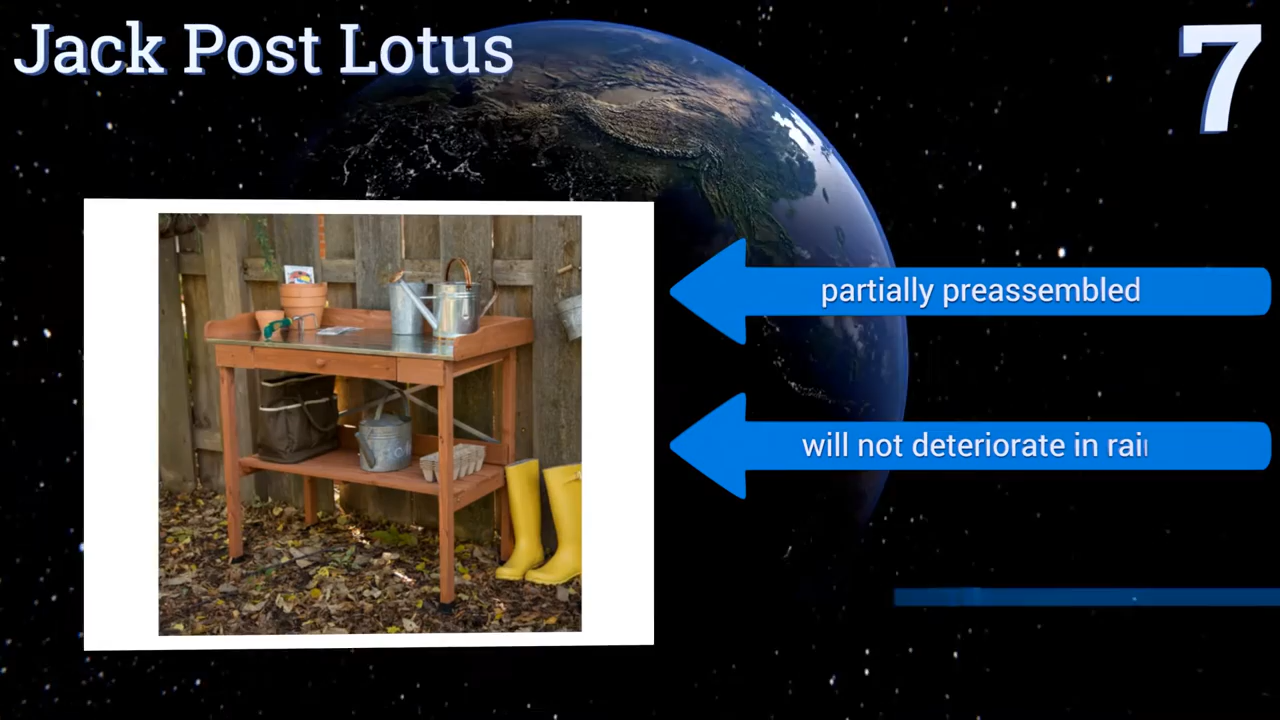 Jack Post Lotus
7
partially preassembled
will not deteriorate in rai